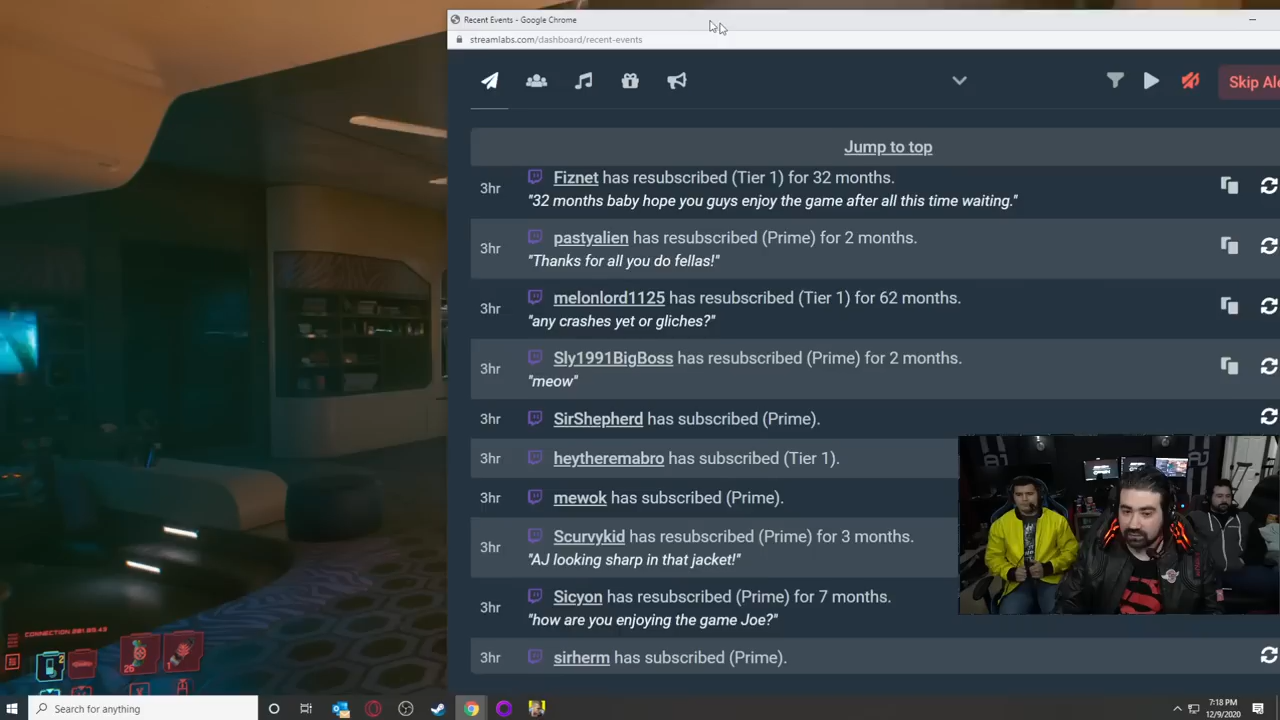 Recent Events - Google Chrome
streamlabs.com/dashboard/recent-events
Skip Al
Jump to top
3hr Fiznet has resubscribed (Tier 1) for 32 months.
"32 months baby hope you guys enjoy the game after all this time waiting."
3hr pastyalien has resubscribed (Prime) for 2 months.
"Thanks for all you do fellas!"
3hr melonlord1125 has resubscribed (Tier 1) for 62 months.
"any crashes yet or gliches?"
3hr Sly1991BigBoss has resubscribed (Prime) for 2 months.
"meow"
3hr SirShepherd has subscribed (Prime).
3hr heytheremabro has subscribed (Tier 1).
3hr mewok has subscribed (Prime).
3hr Scurvykid has resubscribed (Prime) for 3 months.
"AJ looking sharp in that jacket!"
3hr Sicyon has resubscribed (Prime) for 7 months.
"how are you enjoying the game Joe?"
3hr sirherm has subscribed (Prime).
2
26
1
Type here
Search for anything
7:18 PM
12/9/2020